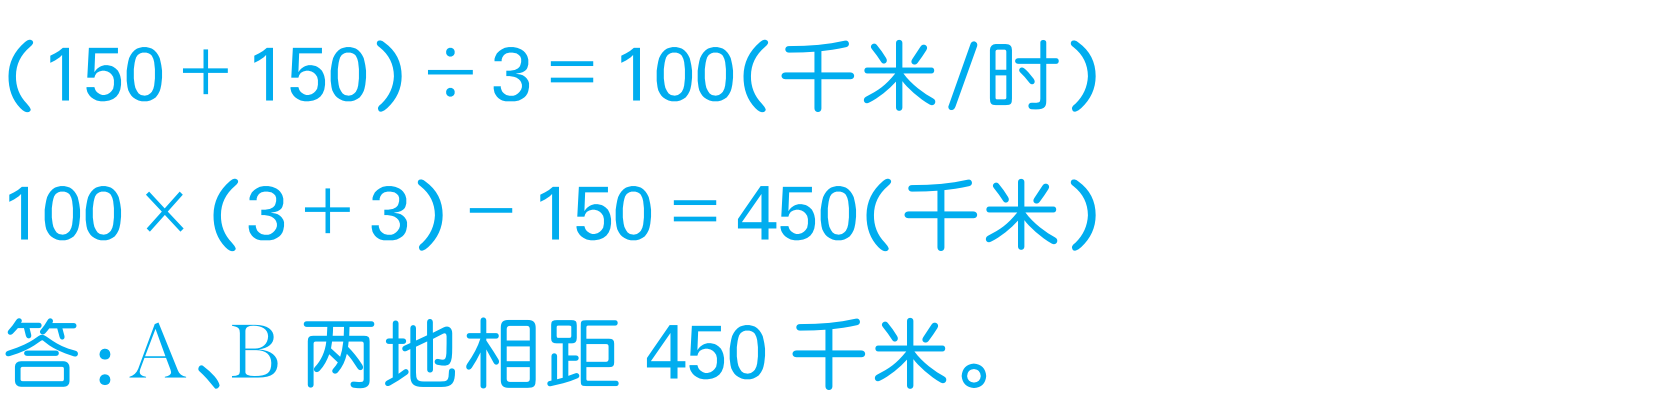 (150+150)÷3=100(千米/时)
100×(3+3)-150=450(千米)
答:A、B 两地相距 450 千米。